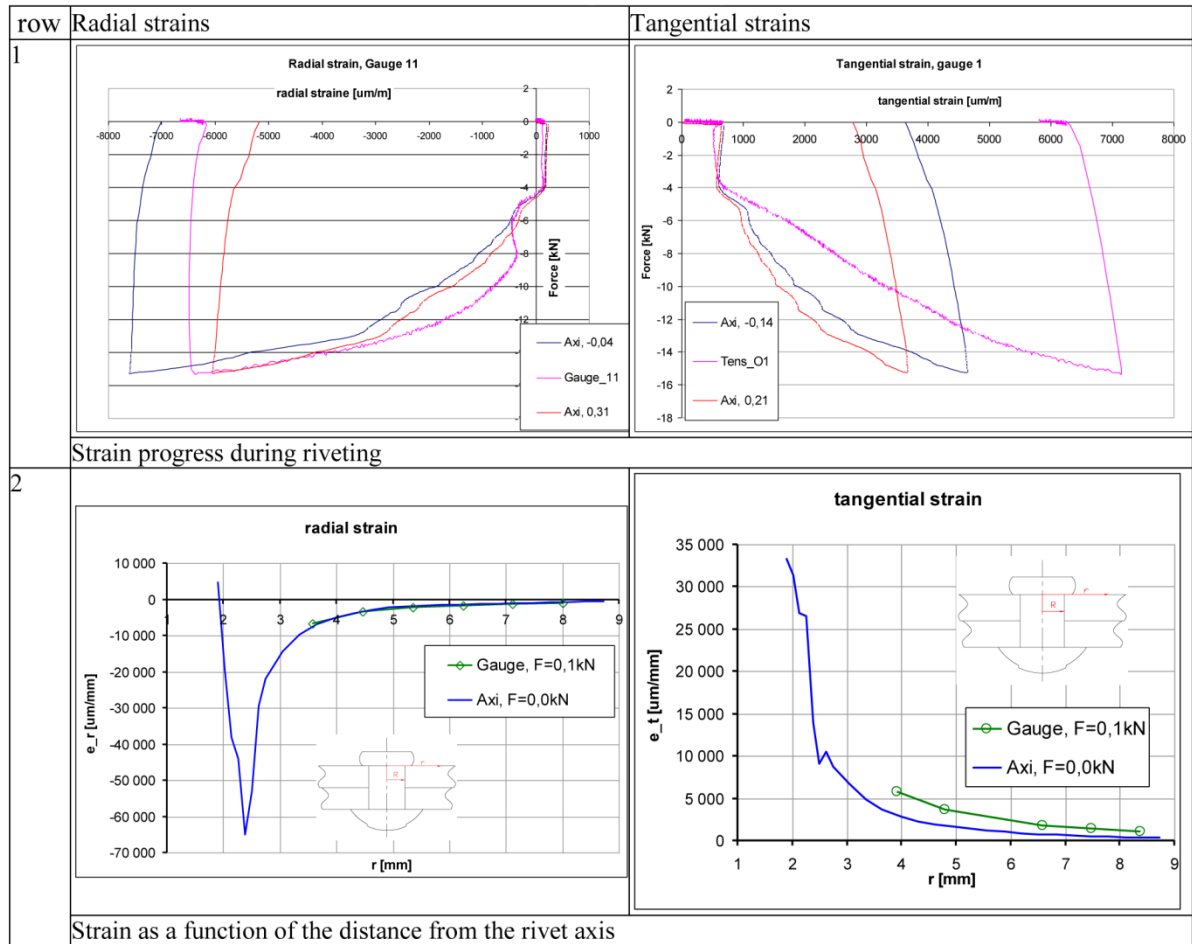 row Radial strains Tangential strains
1
Radial strain, Gauge 11
radial straine [um/m]
-8000 -7000 -6000 -5000 -4000 -3000 -2000 -1000 0 1000
2
0
-2
-4
-6
-8
-10
-12
Force [kN]
Axi, -0,04
Gauge_11
Axi, 0,31
Tangential strain, gauge 1
tangential strain [um/m]
0 1000 2000 3000 4000 5000 6000 7000 8000
2
0
-2
-4
-6
-8
-10
-12
-14
-16
-18
Force [kN]
Axi, -0,14
Tens_O1
Axi, 0,21
Strain progress during riveting
2
radial strain
10 000
0
-10 000
-20 000
-30 000
-40 000
-50 000
-60 000
-70 000
1 2 3 4 5 6 7 8 9
e_r [um/mm]
r [mm]
Gauge, F=0,1kN
Axi, F=0,0kN
R r
tangential strain
35 000
30 000
25 000
20 000
15 000
10 000
5 000
0
1 2 3 4 5 6 7 8 9
e_t [um/mm]
r [mm]
R r
Gauge, F=0,1kN
Axi, F=0,0kN
Strain as a function of the distance from the rivet axis